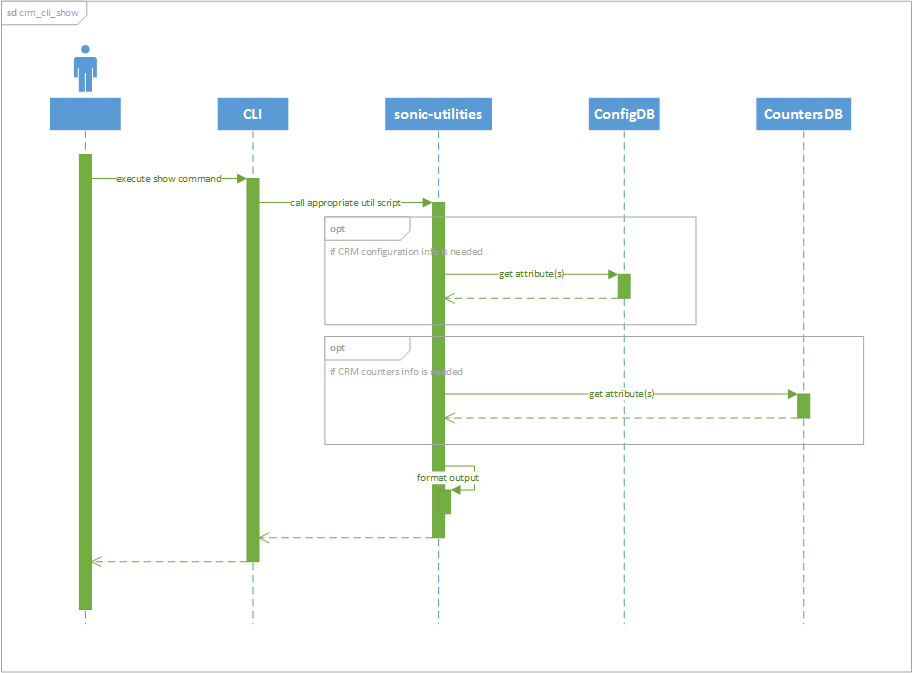 sd crm_cli_show
CLI
sonic-utilities
ConfigDB
CountersDB
execute show command
call appropriate util script
opt
if CRM configuration info is needed
get attribute(s)
opt
if CRM counters info is needed
get attribute(s)
format output